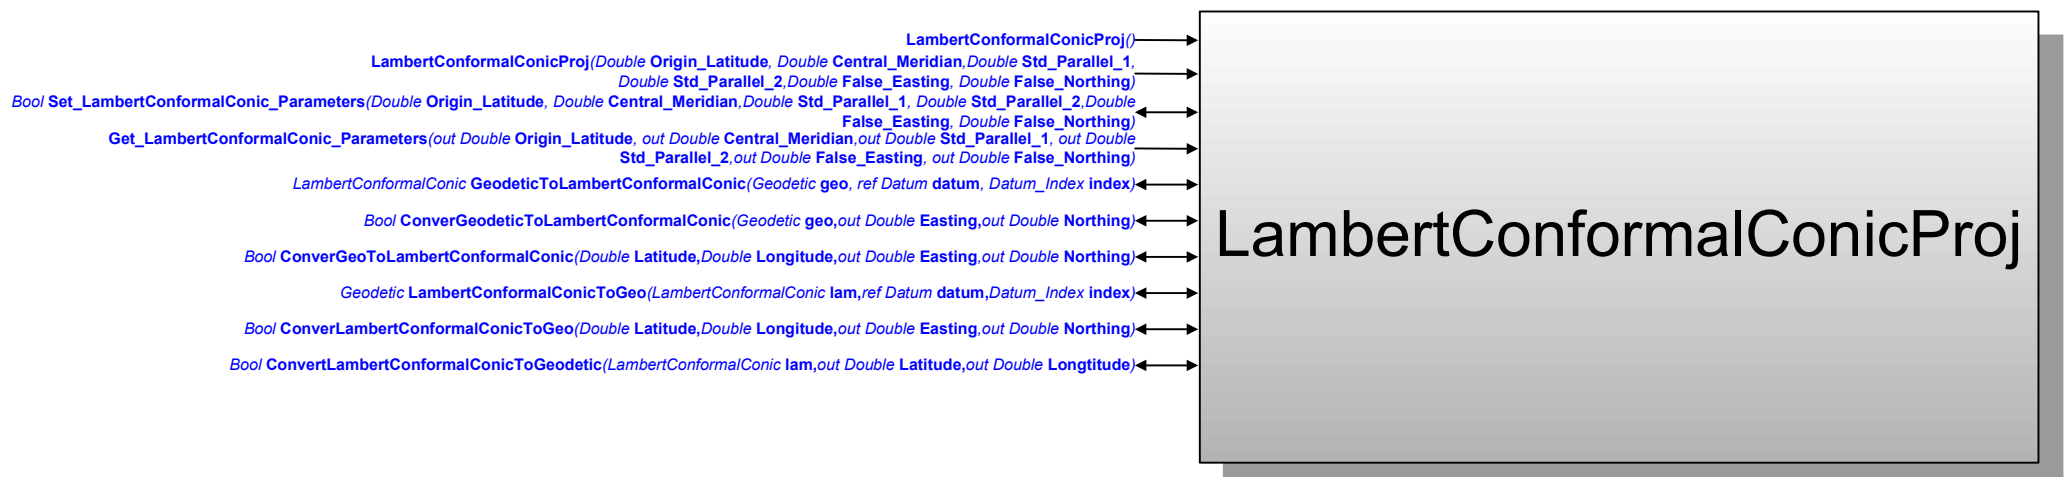 LambertConformalConicProj()
LambertConformalConicProj(Double Origin_Latitude, Double Central_Meridian,Double Std_Parallel_1,
Double Std_Parallel_2,Double False_Easting, Double False_Northing)
Bool Set_LambertConformalConic_Parameters(Double Origin_Latitude, Double Central_Meridian,Double Std_Parallel_1, Double Std_Parallel_2,Double
False_Easting, Double False_Northing)
Get_LambertConformalConic_Parameters(out Double Origin_Latitude, out Double Central_Meridian,out Double Std_Parallel_1, out Double
Std_Parallel_2,out Double False_Easting, out Double False_Northing)
LambertConformalConic GeodeticToLambertConformalConic(Geodetic geo, ref Datum datum, Datum_Index index)
Bool ConverGeodeticToLambertConformalConic(Geodetic geo,out Double Easting,out Double Northing)
Bool ConverGeoToLambertConformalConic(Double Latitude,Double Longitude,out Double Easting,out Double Northing)
Geodetic LambertConformalConicToGeo(LambertConformalConic lam,ref Datum datum,Datum_Index index)
Bool ConverLambertConformalConicToGeo(Double Latitude,Double Longitude,out Double Easting,out Double Northing)
Bool ConvertLambertConformalConicToGeodetic(LambertConformalConic lam,out Double Latitude,out Double Longtitude)
LambertConformalConicProj